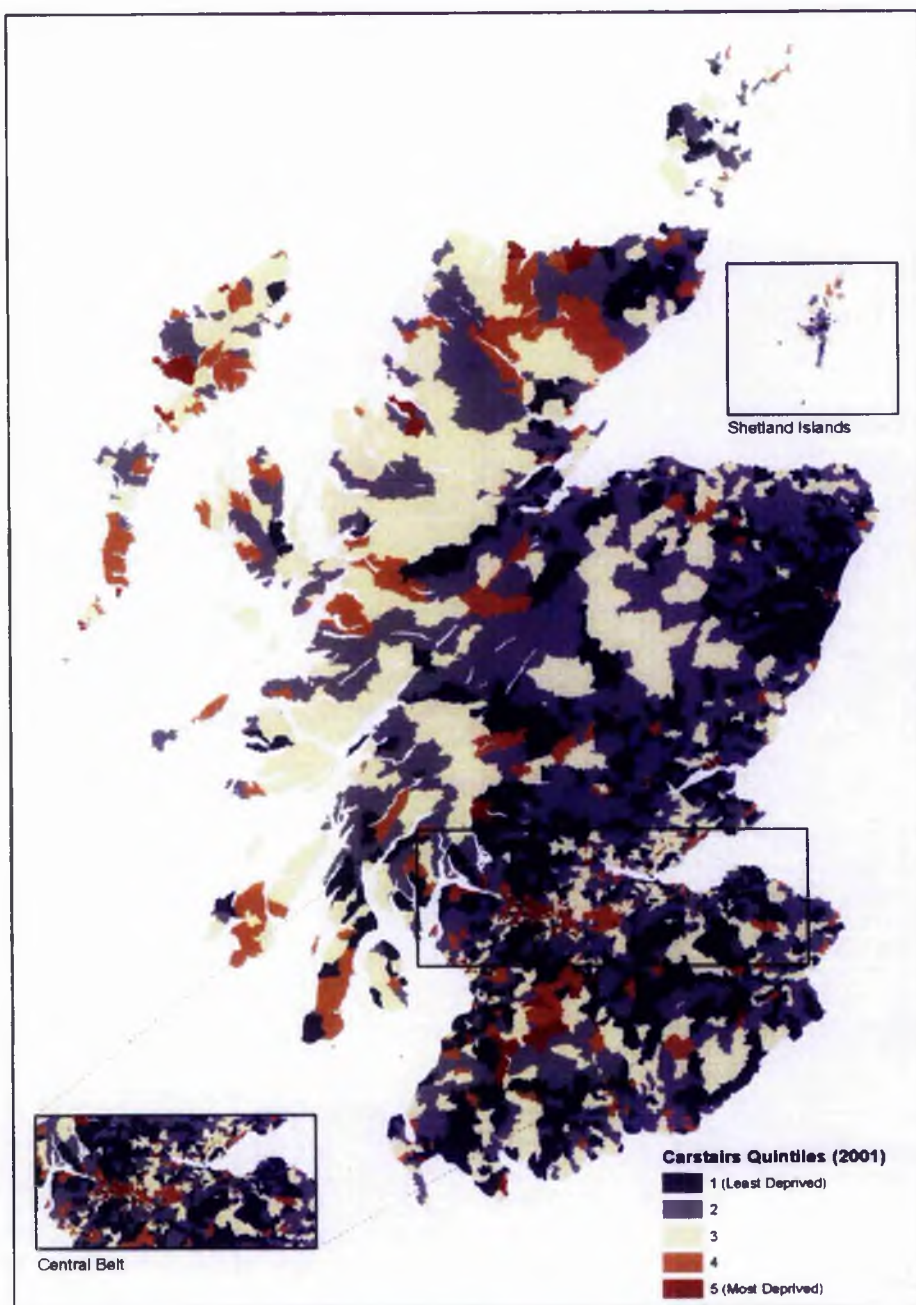 Shetland Islands
Central Belt
Carstairs Quintiles (2001)
1 (Least Deprived)
2
3
4
5 (Most Deprived)